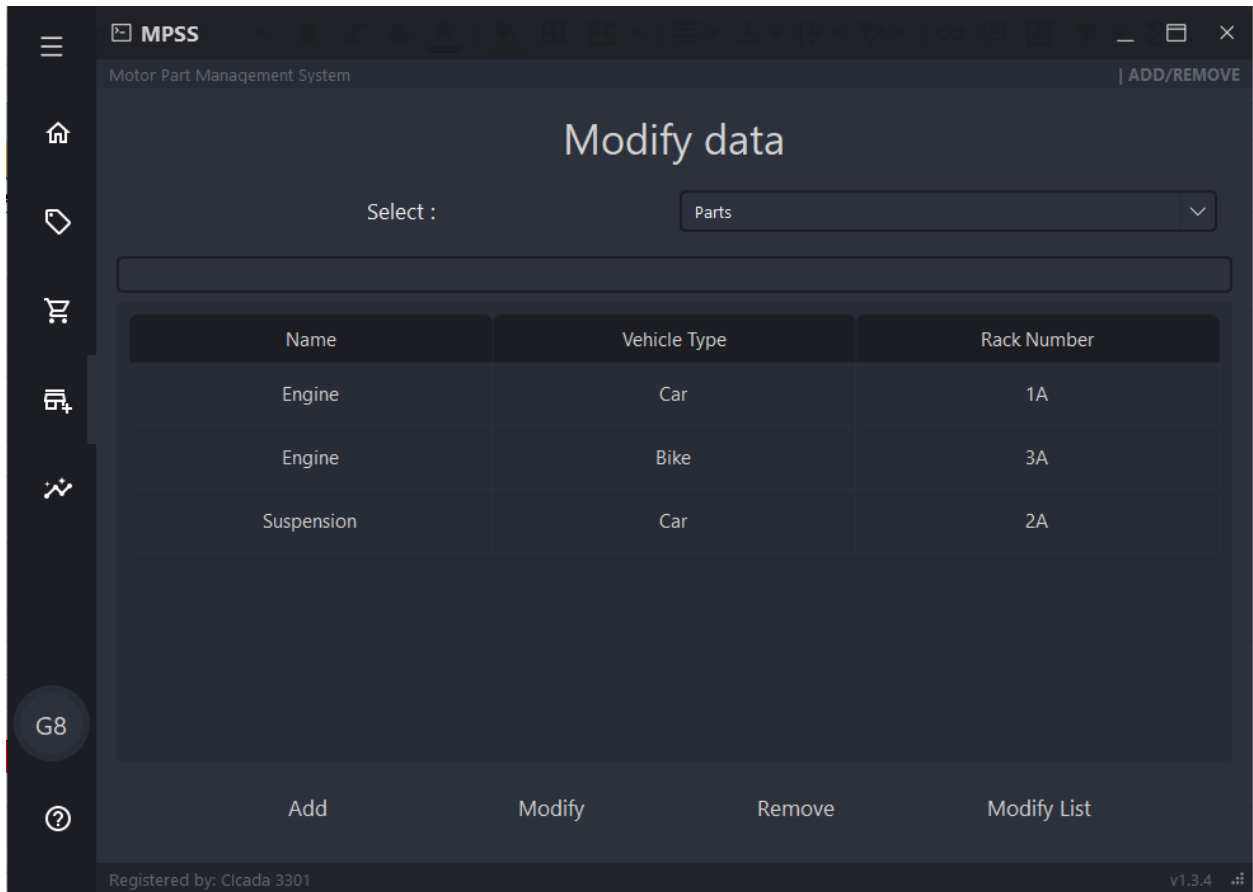 MPSS
Motor Part Management System | ADD/REMOVE
Modify data
Select : Parts
Name Vehicle Type Rack Number
Engine Car 1A
Engine Bike 3A
Suspension Car 2A
G8
Add Modify Remove Modify List
Registered by: CIcada 3301 v1.3.4